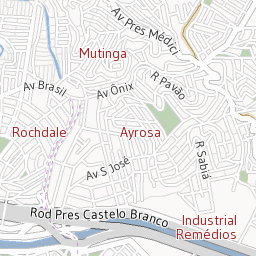 Av Pres Médici
Mutinga
R Pavão
Av Brasil
Av Ônix
Rochdale
Ayrosa
R Sabiá
Av S José
Rod Pres Castelo Branco
Industrial
Remédios